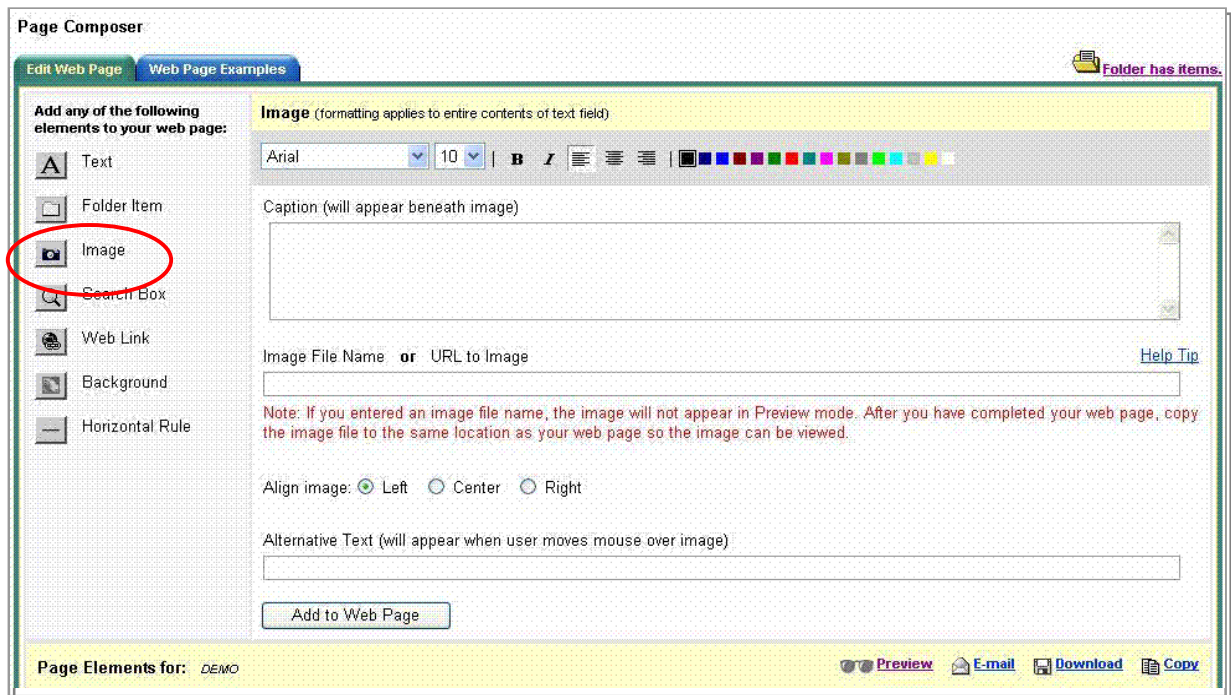 Page Composer
Edit Web Page
Web Page Examples
Folder has items.
Add any of the following
elements to your web page:
Text
Folder Item
Image
Search Box
Web Link
Background
Horizontal Rule
Image (formatting applies to entire contents of text field)
Arial
10
B I
Caption (will appear beneath image)
Image File Name or URL to Image
Help Tip
Note: If you entered an image file name, the image will not appear in Preview mode. After you have completed your web page, copy
the image file to the same location as your web page so the image can be viewed.
Align image: Left Center Right
Alternative Text (will appear when user moves mouse over image)
Add to Web Page
Page Elements for: DEMO
Preview
E-mail
Download
Copy